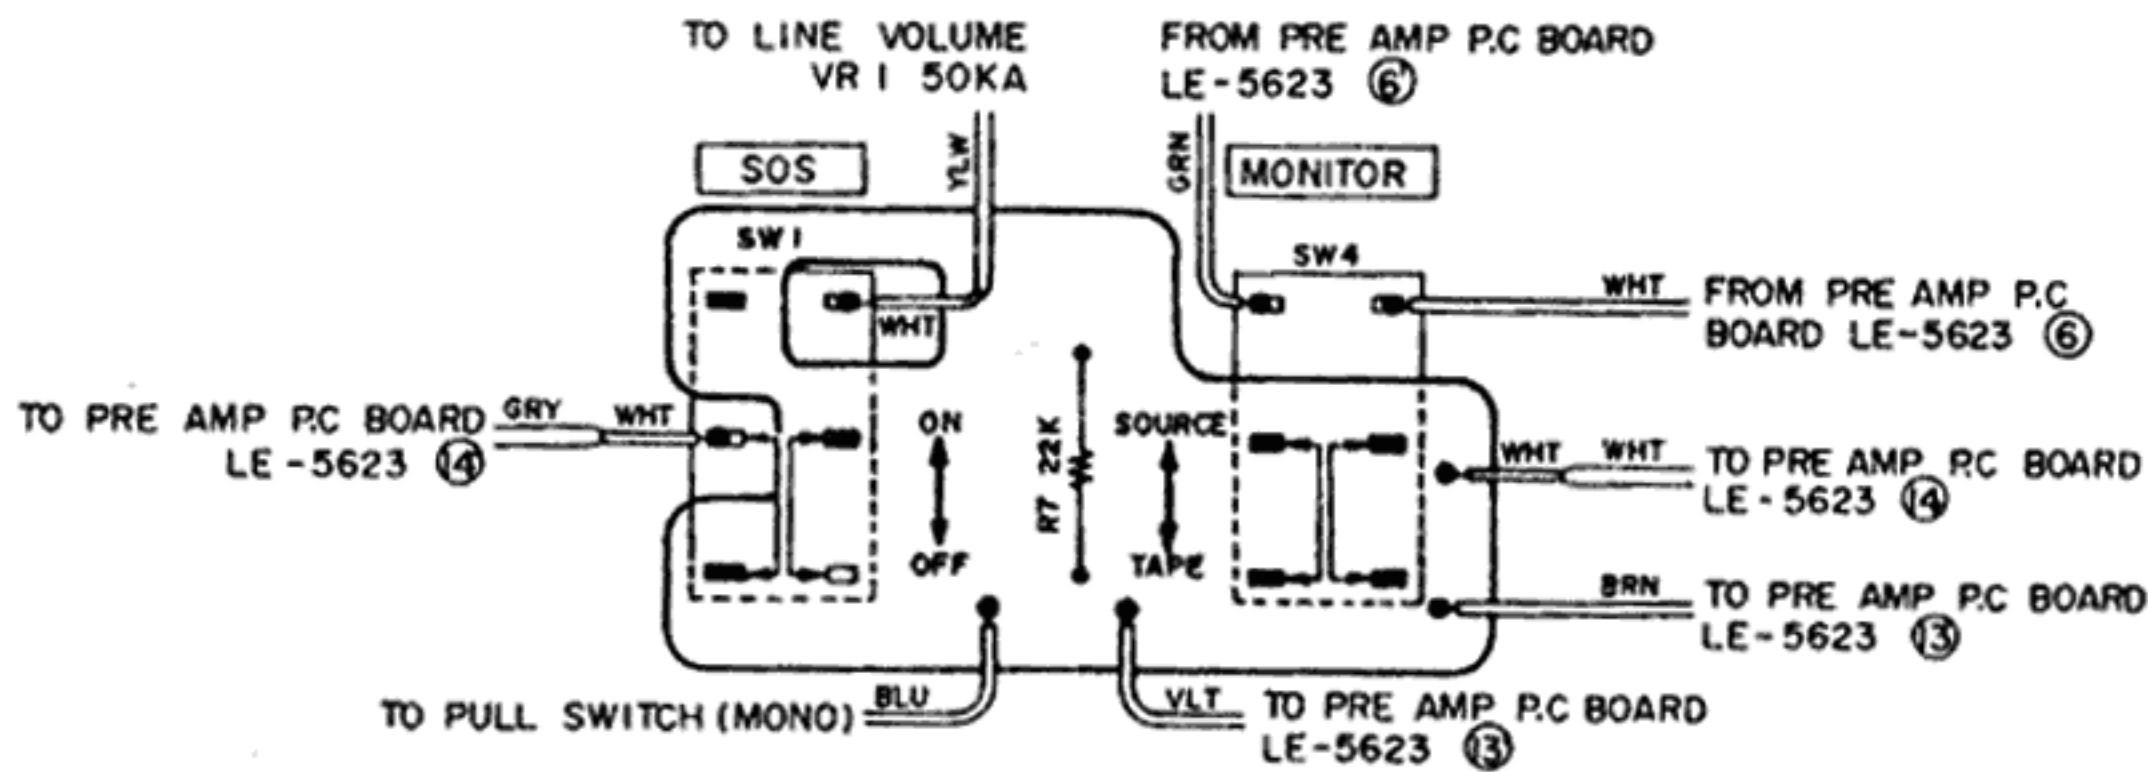 TO LINE VOLUME
VR 1 50KA
FROM PRE AMP P.C BOARD
LE-5623 ⑥'
YLW
GRN
SOS
MONITOR
SW1
SW4
WHT
WHT
FROM PRE AMP P.C
BOARD LE-5623 ⑥
TO PRE AMP P.C BOARD
LE-5623 ⑭
GRY
WHT
ON
OFF
R7 22K
SOURCE
TAPE
WHT
WHT
TO PRE AMP P.C BOARD
LE-5623 ⑭
BRN
TO PRE AMP P.C BOARD
LE-5623 ⑬
TO PULL SWITCH (MONO)
BLU
VLT
TO PRE AMP P.C BOARD
LE-5623 ⑬